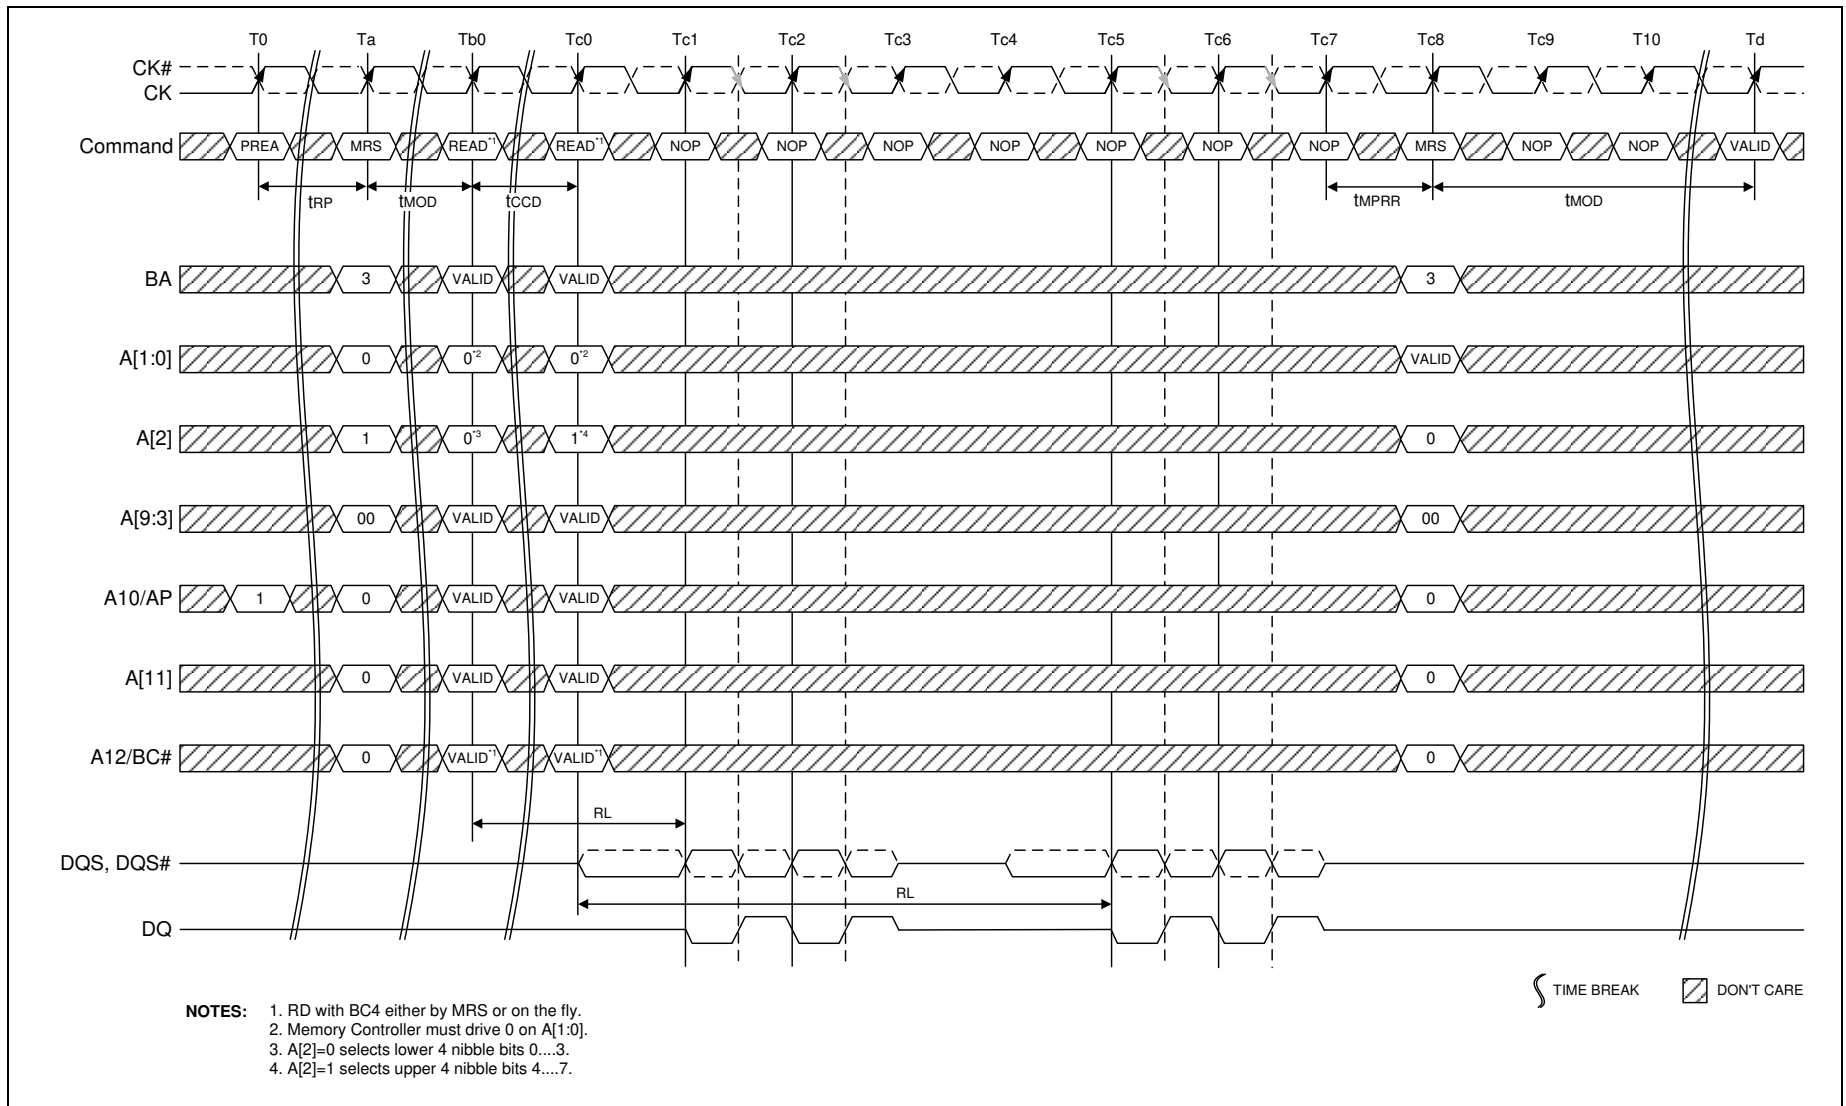 T0 Ta Tb0 Tc0 Tc1 Tc2 Tc3 Tc4 Tc5 Tc6 Tc7 Tc8 Tc9 T10 Td
CK#
CK
Command PREA MRS READ*1 READ*1 NOP NOP NOP NOP NOP NOP NOP MRS NOP NOP VALID
tRP tMOD tCCD tMPRR tMOD
BA 3 VALID VALID 3
A[1:0] 0 0*2 0*2 VALID
A[2] 1 0*3 1*4 0
A[9:3] 00 VALID VALID 00
A10/AP 1 0 VALID VALID 0
A[11] 0 VALID VALID 0
A12/BC# 0 VALID*1 VALID*1 0
RL
DQS, DQS#
RL
DQ
TIME BREAK DON'T CARE
NOTES: 1. RD with BC4 either by MRS or on the fly.
2. Memory Controller must drive 0 on A[1:0].
3. A[2]=0 selects lower 4 nibble bits 0....3.
4. A[2]=1 selects upper 4 nibble bits 4....7.